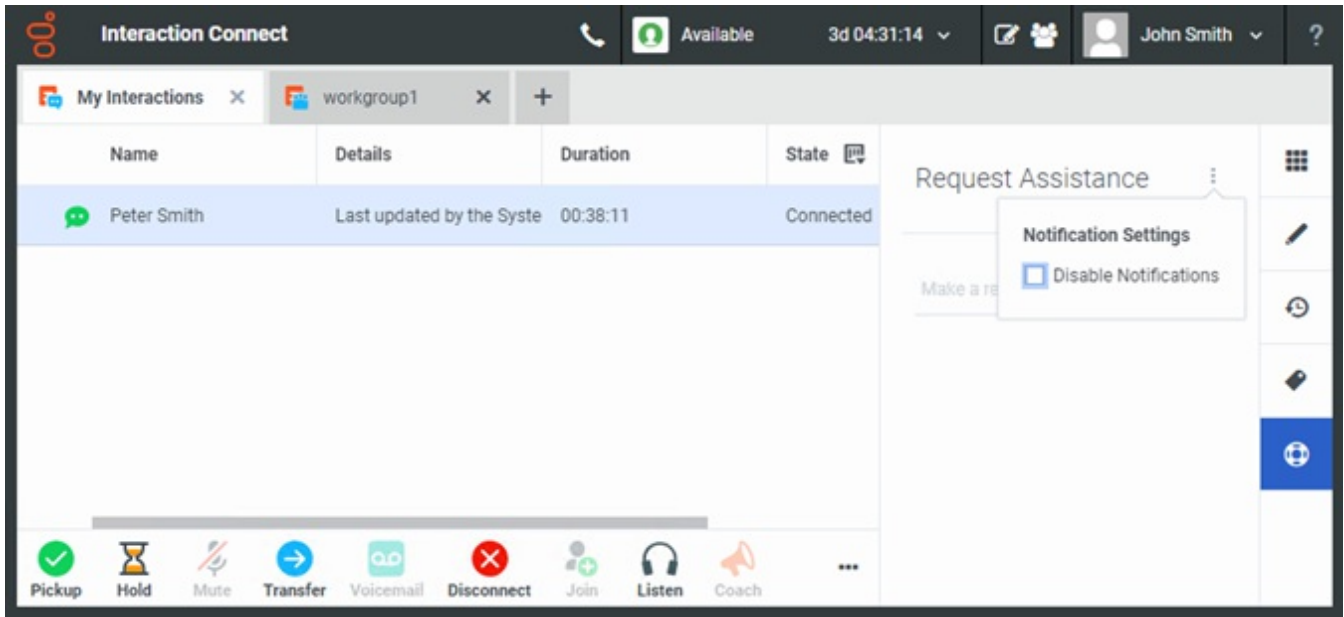 Interaction Connect
Available
3d 04:31:14
John Smith
?
My Interactions
workgroup1
Name Details Duration State
Request Assistance
Peter Smith Last updated by the Syste 00:38:11 Connected
Notification Settings
Disable Notifications
Make a re
Pickup Hold Mute Transfer Voicemail Disconnect Join Listen Coach